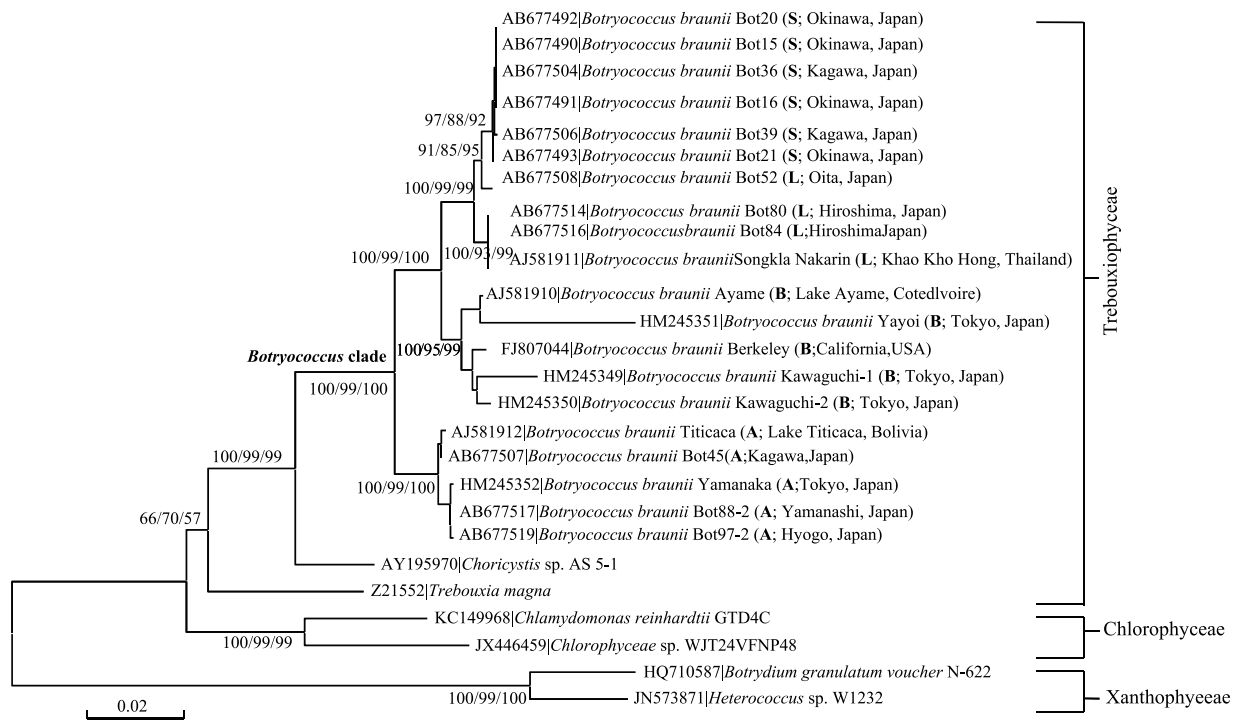 AB677492|Botryococcus braunii Bot20 (S; Okinawa, Japan)
AB677490|Botryococcus braunii Bot15 (S; Okinawa, Japan)
AB677504|Botryococcus braunii Bot36 (S; Kagawa, Japan)
AB677491|Botryococcus braunii Bot16 (S; Okinawa, Japan)
97/88/92
AB677506|Botryococcus braunii Bot39 (S; Kagawa, Japan)
91/85/95
AB677493|Botryococcus braunii Bot21 (S; Okinawa, Japan)
AB677508|Botryococcus braunii Bot52 (L; Oita, Japan)
100/99/99
AB677514|Botryococcus braunii Bot80 (L; Hiroshima, Japan)
AB677516|Botryococcusbraunii Bot84 (L;HiroshimaJapan)
100/93/99
AJ581911|Botryococcus brauniiSongkla Nakarin (L; Khao Kho Hong, Thailand)
100/99/100
AJ581910|Botryococcus braunii Ayame (B; Lake Ayame, Cotedlvoire)
HM245351|Botryococcus braunii Yayoi (B; Tokyo, Japan)
100/95/99
FJ807044|Botryococcus braunii Berkeley (B;California,USA)
Botryococcus clade
HM245349|Botryococcus braunii Kawaguchi-1 (B; Tokyo, Japan)
100/99/100
HM245350|Botryococcus braunii Kawaguchi-2 (B; Tokyo, Japan)
AJ581912|Botryococcus braunii Titicaca (A; Lake Titicaca, Bolivia)
100/99/99
AB677507|Botryococcus braunii Bot45(A;Kagawa,Japan)
100/99/100
HM245352|Botryococcus braunii Yamanaka (A;Tokyo, Japan)
66/70/57
AB677517|Botryococcus braunii Bot88-2 (A; Yamanashi, Japan)
AB677519|Botryococcus braunii Bot97-2 (A; Hyogo, Japan)
AY195970|Choricystis sp. AS 5-1
Z21552|Trebouxia magna
Trebouxiophyceae
KC149968|Chlamydomonas reinhardtii GTD4C
100/99/99
JX446459|Chlorophyceae sp. WJT24VFNP48
Chlorophyceae
HQ710587|Botrydium granulatum voucher N-622
100/99/100
JN573871|Heterococcus sp. W1232
Xanthophyeeae
0.02